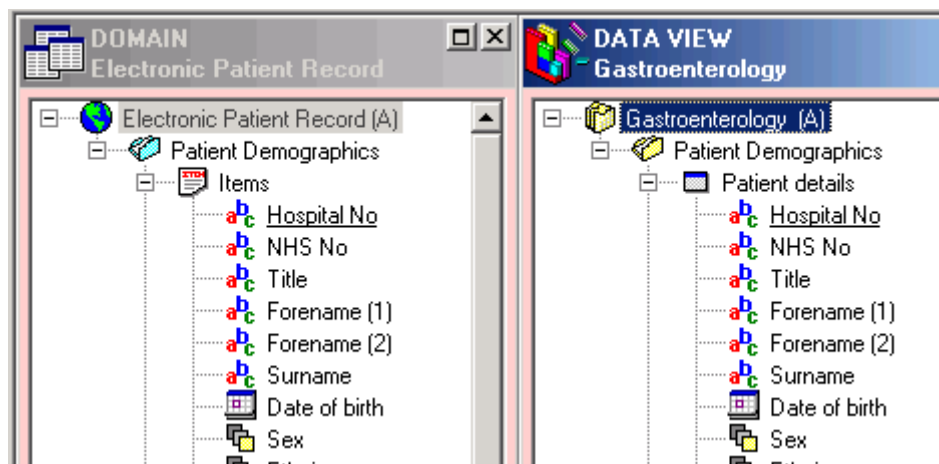 DOMAIN
Electronic Patient Record
Electronic Patient Record (A)
Patient Demographics
Items
Hospital No
NHS No
Title
Forename (1)
Forename (2)
Surname
Date of birth
Sex
DATA VIEW
Gastroenterology
Gastroenterology (A)
Patient Demographics
Patient details
Hospital No
NHS No
Title
Forename (1)
Forename (2)
Surname
Date of birth
Sex